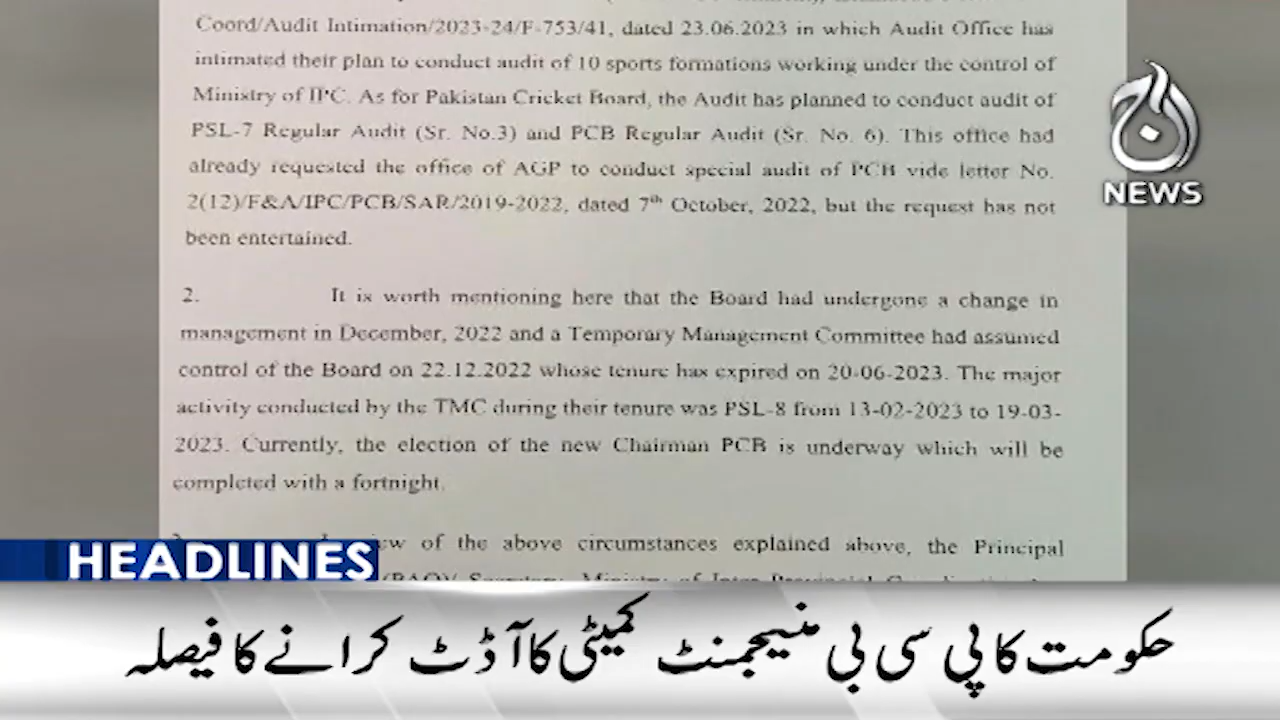 Coord/Audit Intimation/2023-24/F-753/41, dated 23.06.2023 in which Audit Office has
intimated their plan to conduct audit of 10 sports formations working under the control of
Ministry of IPC. As for Pakistan Cricket Board, the Audit has planned to conduct audit of
PSL-7 Regular Audit (Sr. No.3) and PCB Regular Audit (Sr. No. 6). This office had
already requested the office of AGP to conduct special audit of PCB vide letter No.
2(12)/F&A/IPC/PCB/SAR/2019-2022, dated 7th October, 2022, but the request has not
been entertained.
2. It is worth mentioning here that the Board had undergone a change in
management in December, 2022 and a Temporary Management Committee had assumed
control of the Board on 22.12.2022 whose tenure has expired on 20-06-2023. The major
activity conducted by the TMC during their tenure was PSL-8 from 13-02-2023 to 19-03-
2023. Currently, the election of the new Chairman PCB is underway which will be
completed with a fortnight.
of the above circumstances explained above, the Principal
آج
NEWS
HEADLINES
حکومت کا پی سی بی منیجمنٹ کمیٹی کا آڈٹ کرانے کا فیصلہ